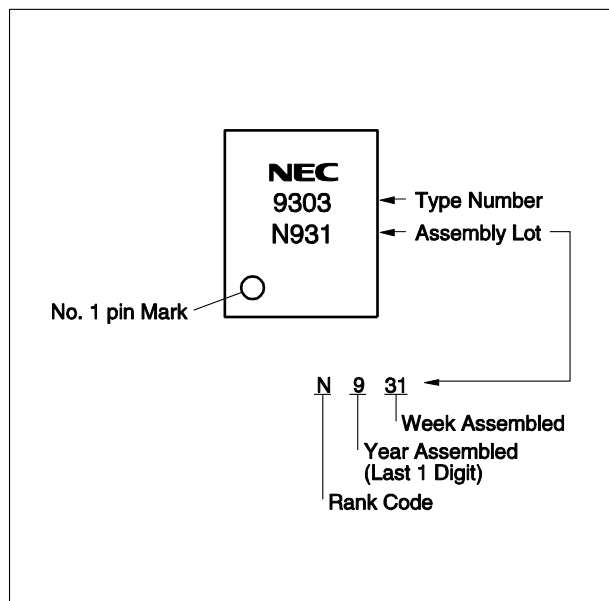 NEC
9303
N931
Type Number
Assembly Lot
No. 1 pin Mark
N 9 31
Week Assembled
Year Assembled
(Last 1 Digit)
Rank Code